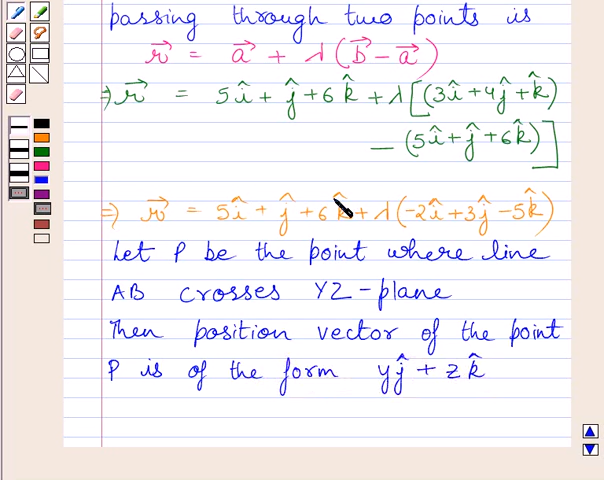 passing through two points is
r⃗ = a⃗ + λ(b⃗ − a⃗)
⇒ r⃗ = 5î + ĵ + 6k̂ + λ[(3î + 4ĵ + k̂)
− (5î + ĵ + 6k̂)]
⇒ r⃗ = 5î + ĵ + 6k̂ + λ(−2î + 3ĵ − 5k̂)
Let P be the point where line
AB crosses YZ-plane
Then position vector of the point
P is of the form yĵ + zk̂